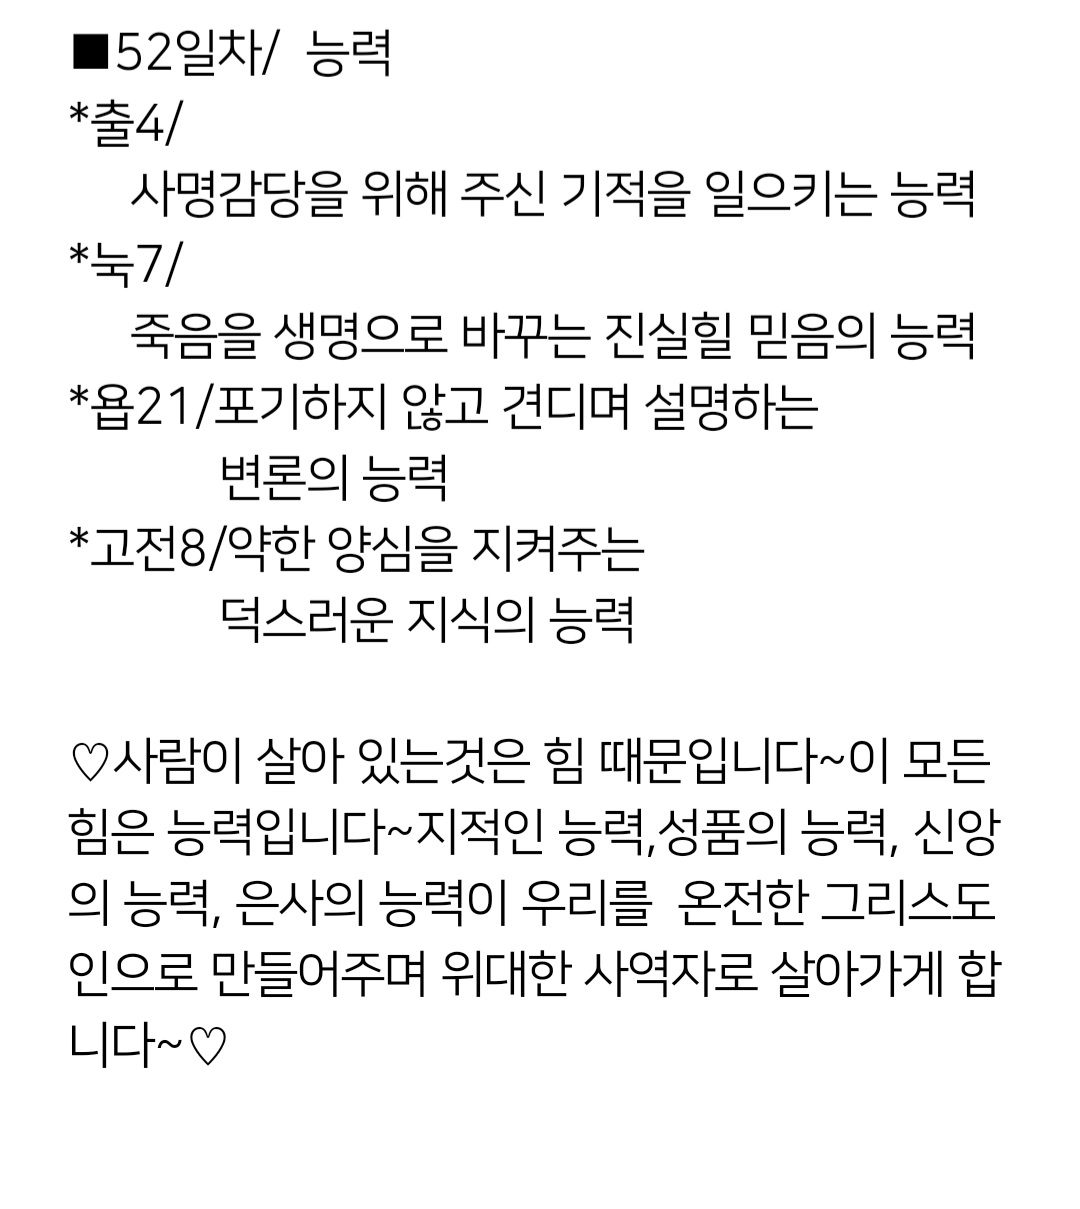 ■52일차/  능력
*출4/
사명감당을 위해 주신 기적을 일으키는 능력
*눅7/
죽음을 생명으로 바꾸는 진실힐 믿음의 능력
*욥21/포기하지 않고 견디며 설명하는
변론의 능력
*고전8/약한 양심을 지켜주는
덕스러운 지식의 능력
♡사람이 살아 있는것은 힘 때문입니다~이 모든
힘은 능력입니다~지적인 능력,성품의 능력, 신앙
의 능력, 은사의 능력이 우리를  온전한 그리스도
인으로 만들어주며 위대한 사역자로 살아가게 합
니다~♡